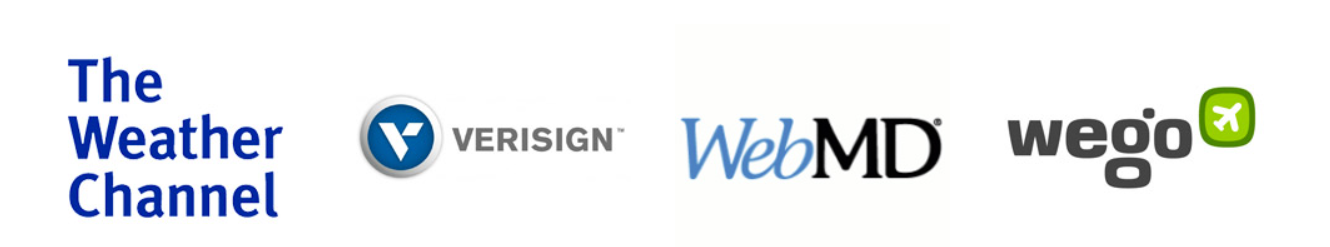 The
Weather
Channel
VERISIGN™
WebMD®
wego